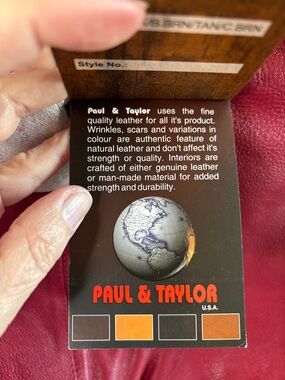 /B.BRN/TAN/C.BRN
Style No.:
Paul & Taylor uses the fine
quality leather for all it's product.
Wrinkles, scars and variations in
colour are authentic feature of
natural leather and don't affect it's
strength or quality. Interiors are
crafted of either genuine leather
or man-made material for added
strength and durability.
PAUL & TAYLOR
U.S.A.